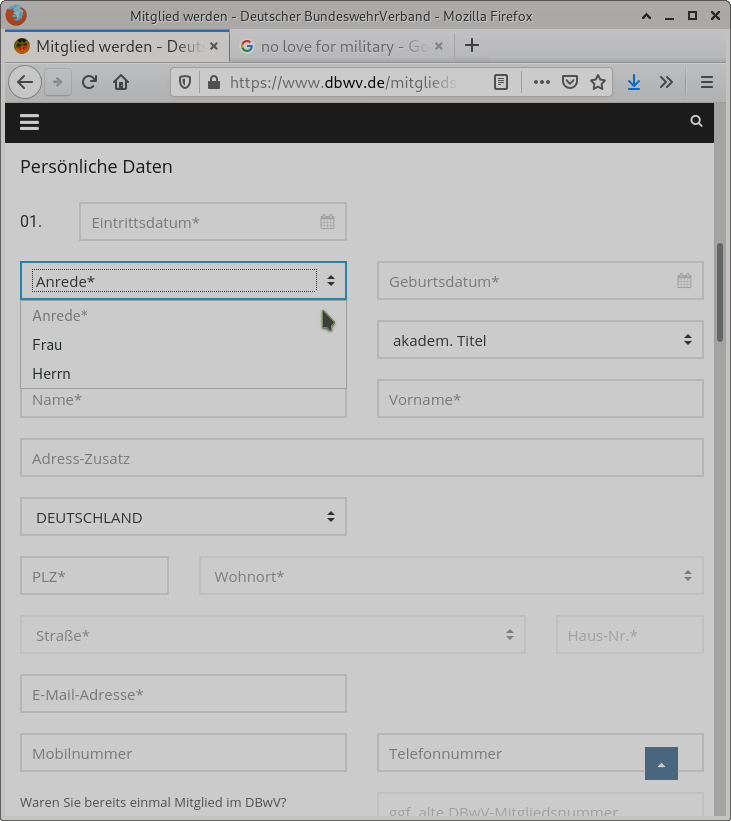 Mitglied werden - Deutscher BundeswehrVerband - Mozilla Firefox
Mitglied werden - Deuts
no love for military - Go
https://www.dbwv.de/mitglieds
Persönliche Daten
01.
Eintrittsdatum*
Anrede*
Geburtsdatum*
Anrede*
Frau
akadem. Titel
Herrn
Name*
Vorname*
Adress-Zusatz
DEUTSCHLAND
PLZ*
Wohnort*
Straße*
Haus-Nr.*
E-Mail-Adresse*
Mobilnummer
Telefonnummer
Waren Sie bereits einmal Mitglied im DBwV?
ggf. alte DBwV-Mitgliedsnummer